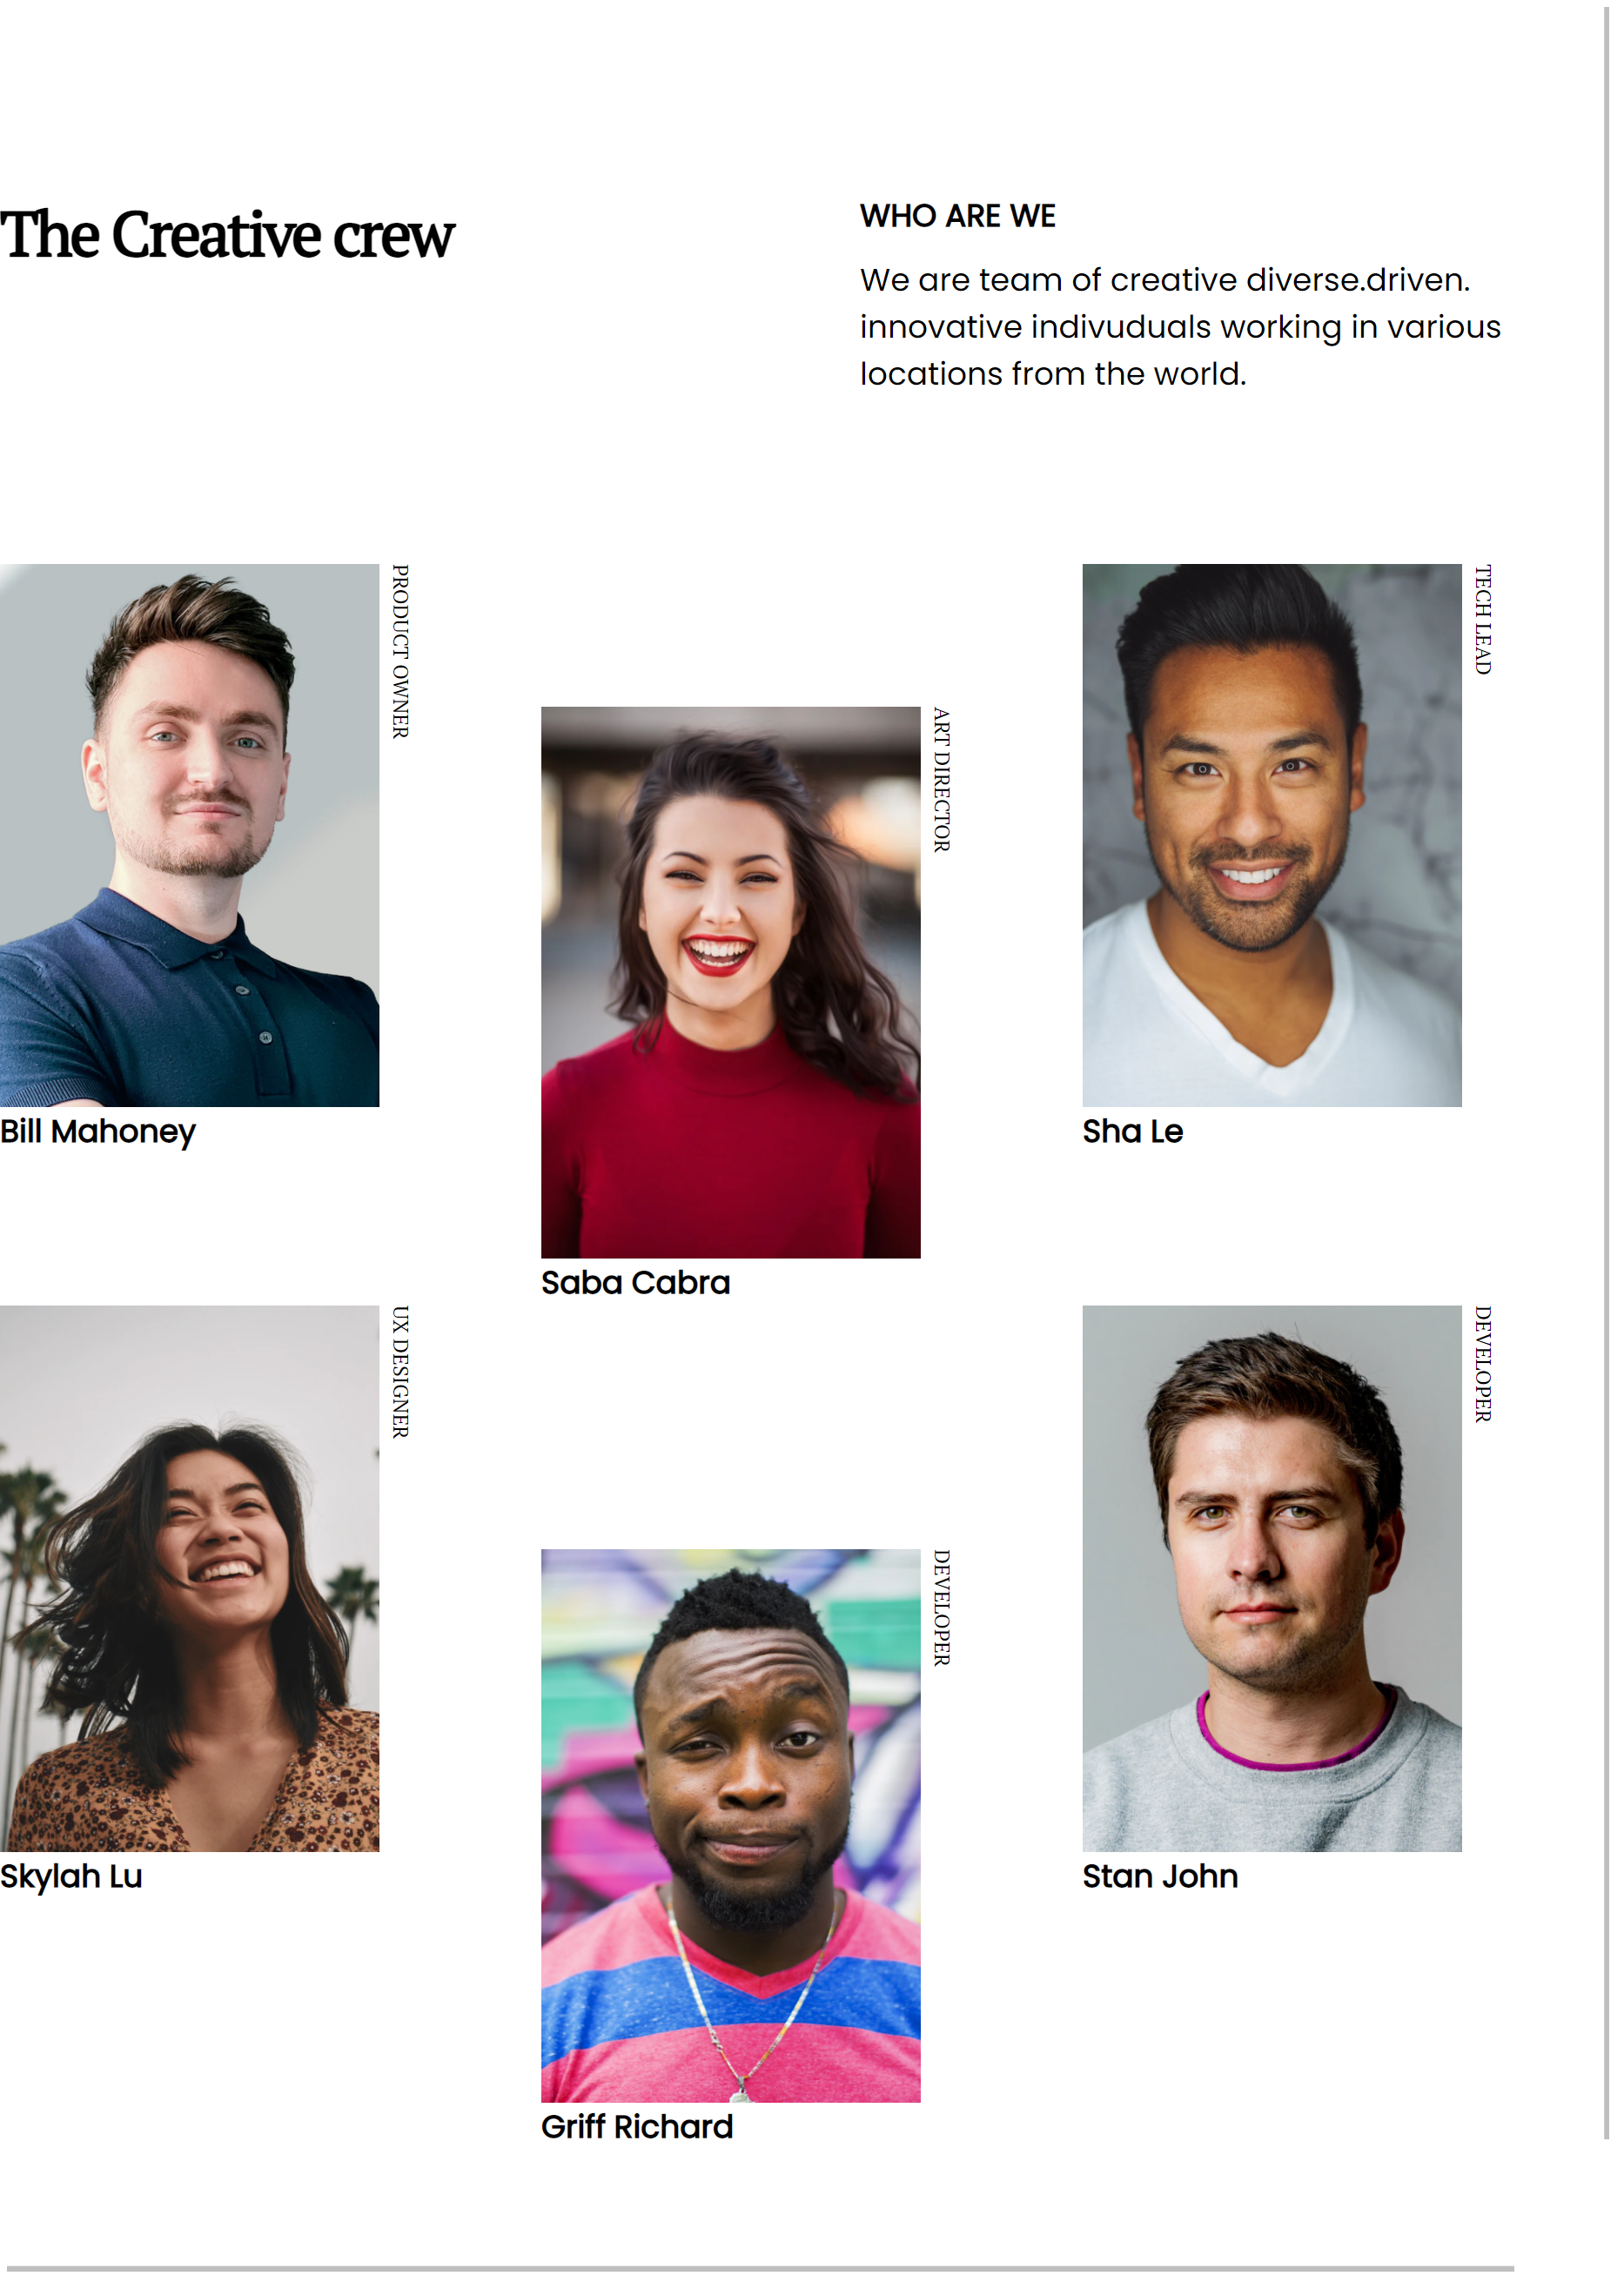 The Creative crew
WHO ARE WE
We are team of creative diverse.driven.
innovative indivuduals working in various
locations from the world.
PRODUCT OWNER
Bill Mahoney
ART DIRECTOR
Saba Cabra
TECH LEAD
Sha Le
UX DESIGNER
Skylah Lu
DEVELOPER
Griff Richard
DEVELOPER
Stan John